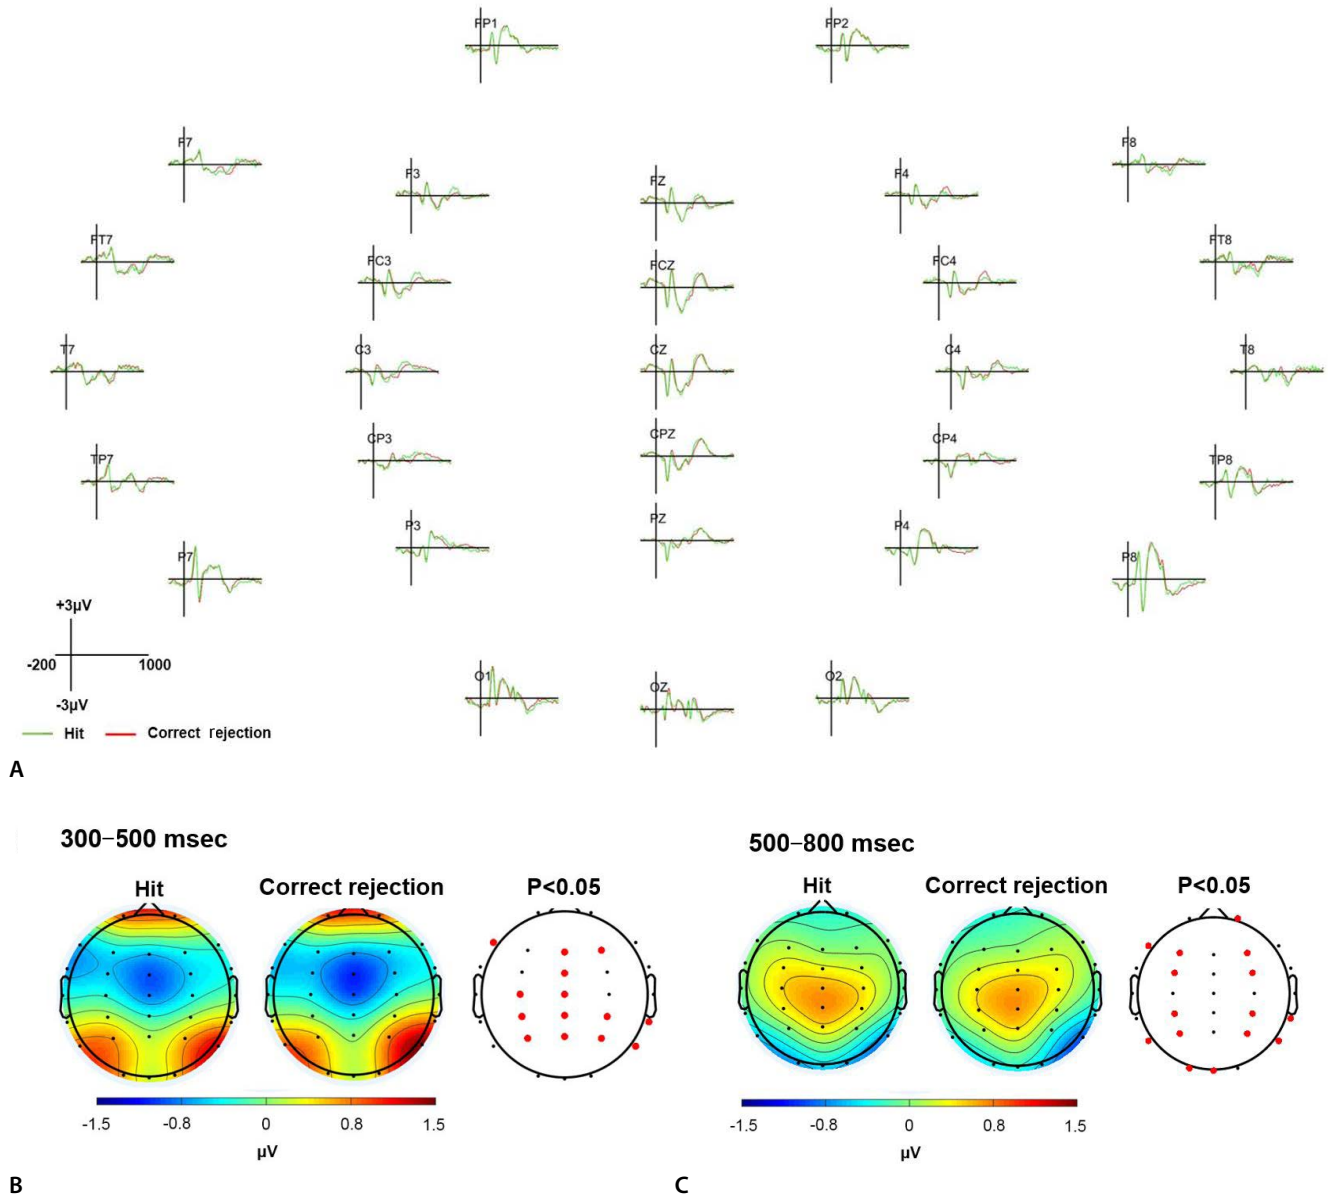 FP1 FP2
F7 F8
F3 FZ F4
FT7 FT8
FC3 FCZ FC4
T7 C3 CZ C4 T8
CP3 CPZ CP4
TP7 TP8
P3 PZ P4
P7 P8
+3μV
-200 1000
-3μV
O1 OZ O2
Hit Correct rejection
A
300–500 msec
Hit Correct rejection P<0.05
-1.5 -0.8 0 0.8 1.5
μV
B
500–800 msec
Hit Correct rejection P<0.05
-1.5 -0.8 0 0.8 1.5
μV
C